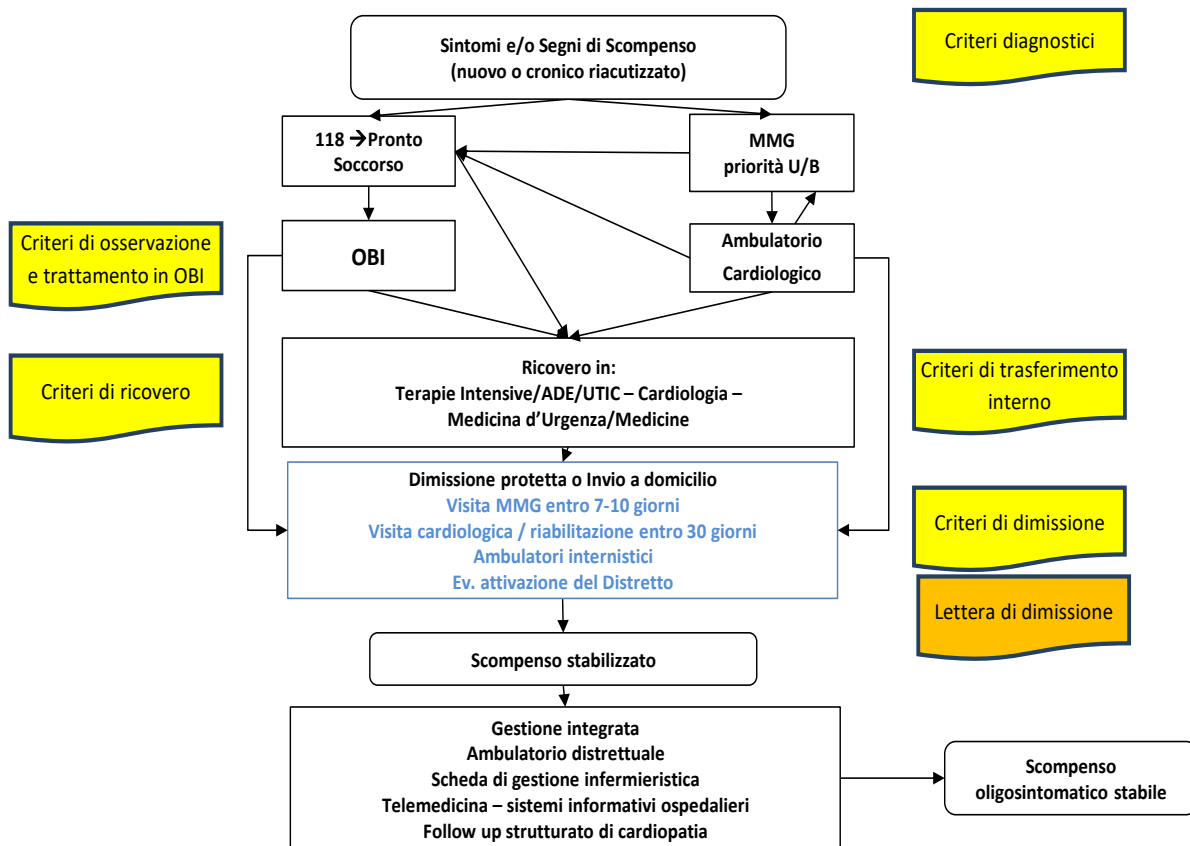 Sintomi e/o Segni di Scompenso
(nuovo o cronico riacutizzato)
Criteri diagnostici
118 →Pronto
Soccorso
MMG
priorità U/B
Criteri di osservazione
e trattamento in OBI
OBI
Ambulatorio
Cardiologico
Criteri di ricovero
Ricovero in:
Terapie Intensive/ADE/UTIC – Cardiologia –
Medicina d'Urgenza/Medicine
Criteri di trasferimento
interno
Dimissione protetta o Invio a domicilio
Visita MMG entro 7-10 giorni
Visita cardiologica / riabilitazione entro 30 giorni
Ambulatori internistici
Ev. attivazione del Distretto
Criteri di dimissione
Lettera di dimissione
Scompenso stabilizzato
Gestione integrata
Ambulatorio distrettuale
Scheda di gestione infermieristica
Telemedicina – sistemi informativi ospedalieri
Follow up strutturato di cardiopatia
Scompenso
oligosintomatico stabile